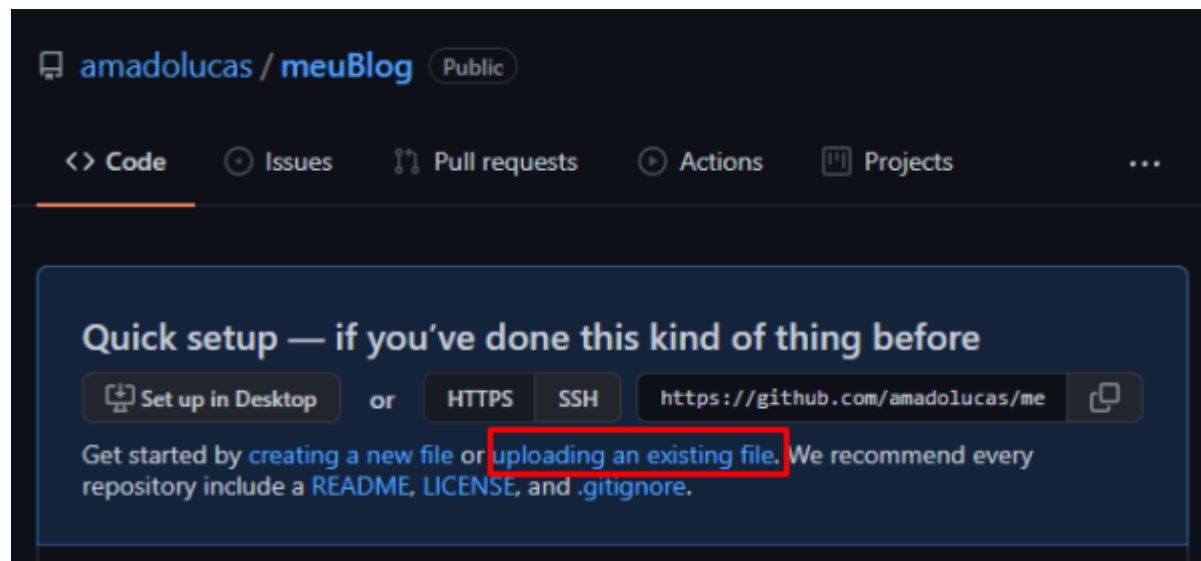 amadolucas / meuBlog Public
<> Code Issues Pull requests Actions Projects ...
Quick setup — if you’ve done this kind of thing before
Set up in Desktop or HTTPS SSH https://github.com/amadolucas/me
Get started by creating a new file or uploading an existing file. We recommend every
repository include a README, LICENSE, and .gitignore.